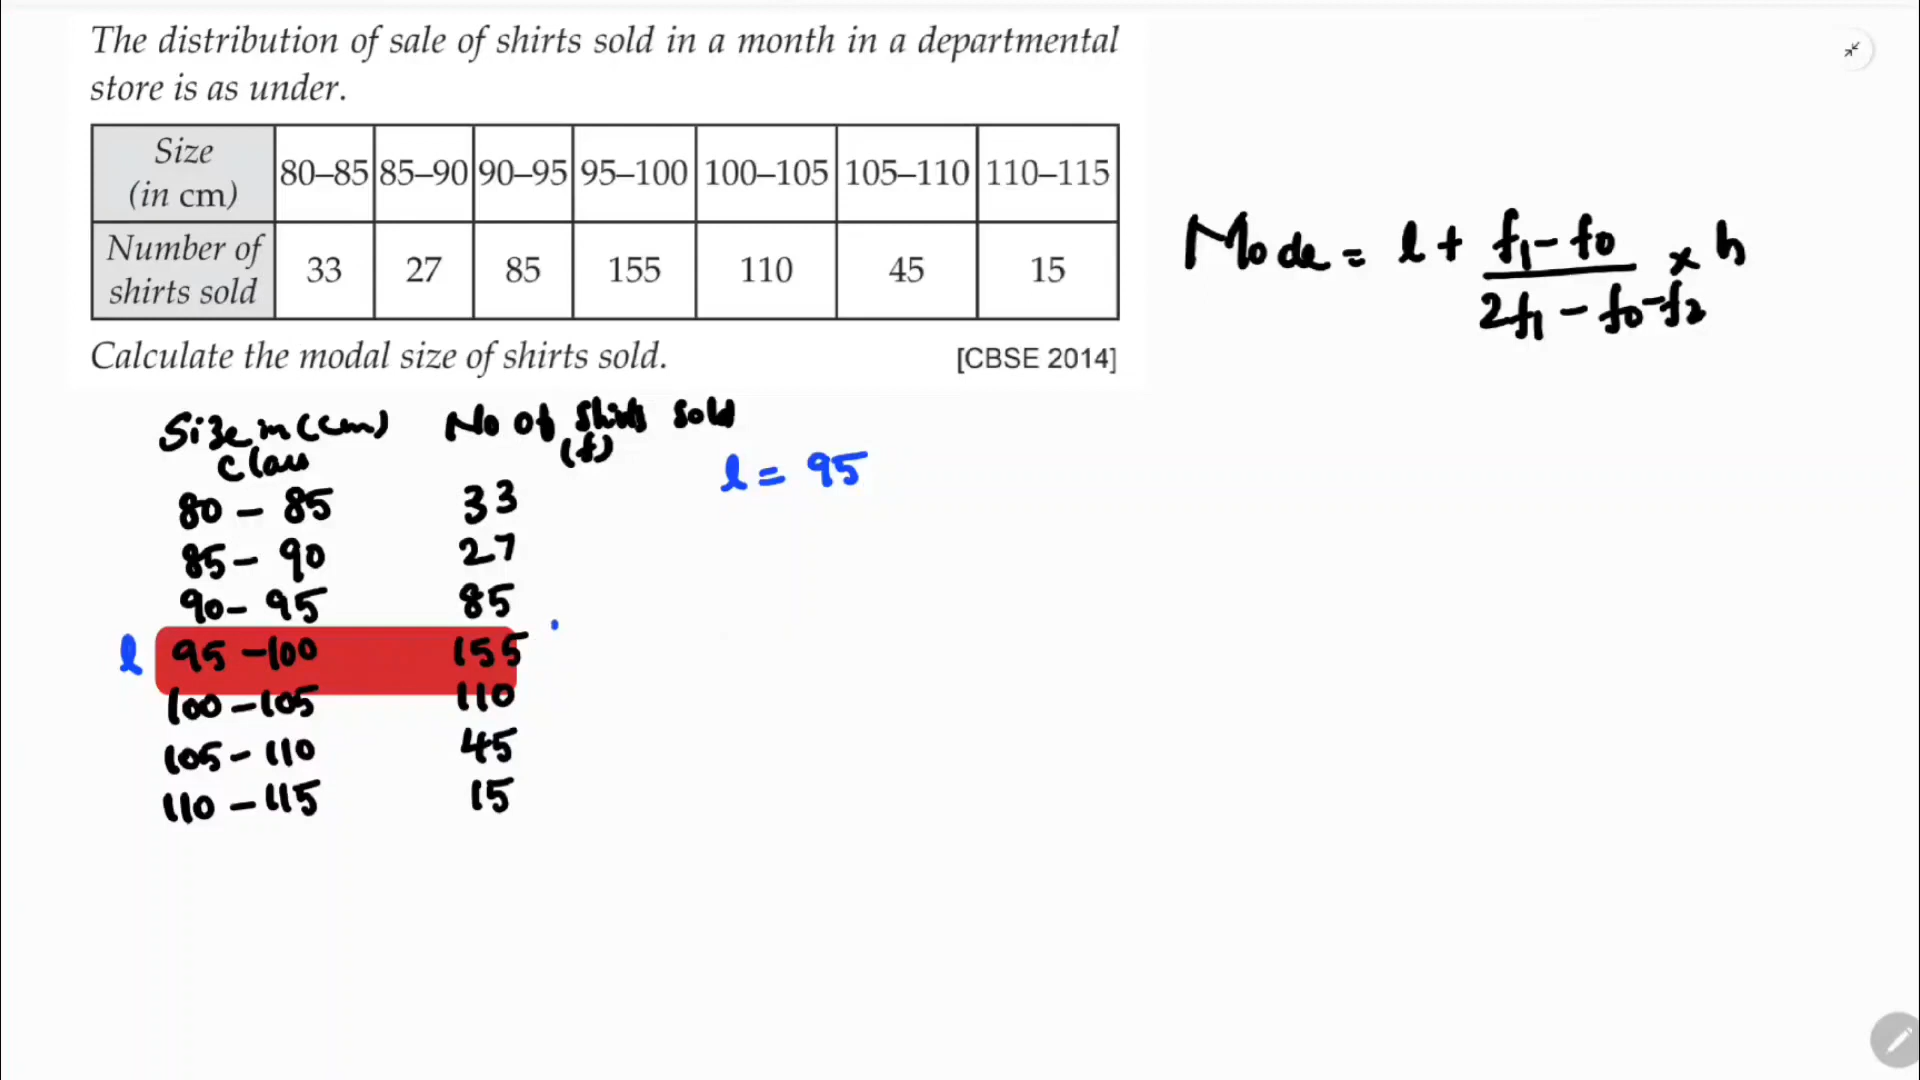 The distribution of sale of shirts sold in a month in a departmental
store is as under.
Size (in cm) 80–85 85–90 90–95 95–100 100–105 105–110 110–115
Number of shirts sold 33 27 85 155 110 45 15
Calculate the modal size of shirts sold. [CBSE 2014]
Mode = l + f1 - f0 / 2f1 - f0 - f2 × h
Size in (cm) No of shirts sold
class (f)
l = 95
80 - 85 33
85 - 90 27
90 - 95 85
l 95 - 100 155
100 - 105 110
105 - 110 45
110 - 115 15